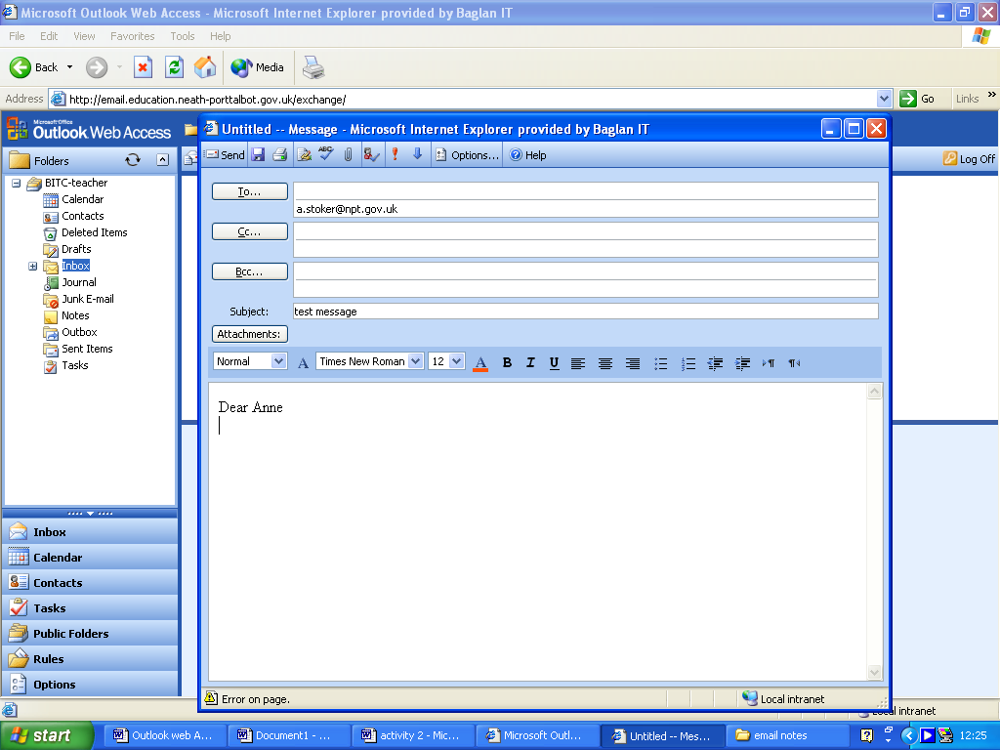 Microsoft Outlook Web Access - Microsoft Internet Explorer provided by Baglan IT
File Edit View Favorites Tools Help
Back Media
Address http://email.education.neath-porttalbot.gov.uk/exchange/ Go Links »
Microsoft Office
Outlook Web Access
Folders
Log Off
BITC-teacher
Calendar
Contacts
Deleted Items
Drafts
Inbox
Journal
Junk E-mail
Notes
Outbox
Sent Items
Tasks
Inbox
Calendar
Contacts
Tasks
Public Folders
Rules
Options
Untitled -- Message - Microsoft Internet Explorer provided by Baglan IT
Send ABC Options... Help
To...
a.stoker@npt.gov.uk
Cc...
Bcc...
Subject: test message
Attachments:
Normal A Times New Roman 12 A B I U
Dear Anne
Error on page. Local intranet
Local intranet
start Outlook web A... Document1 - ... activity 2 - Mic... Microsoft Outl... Untitled -- Mes... email notes 12:25